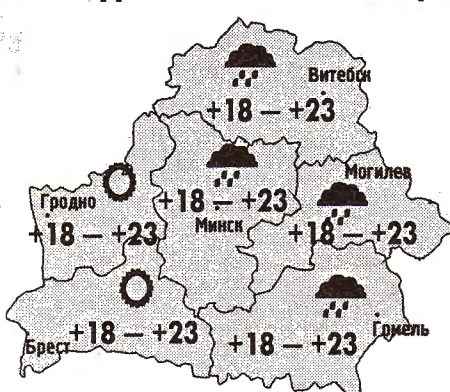 Витебск
+18 — +23
Могилев
+18 — +23
Гродно
Минск
+18 — +23
+18 — +23
Гомель
Брест
+18 — +23
+18 — +23